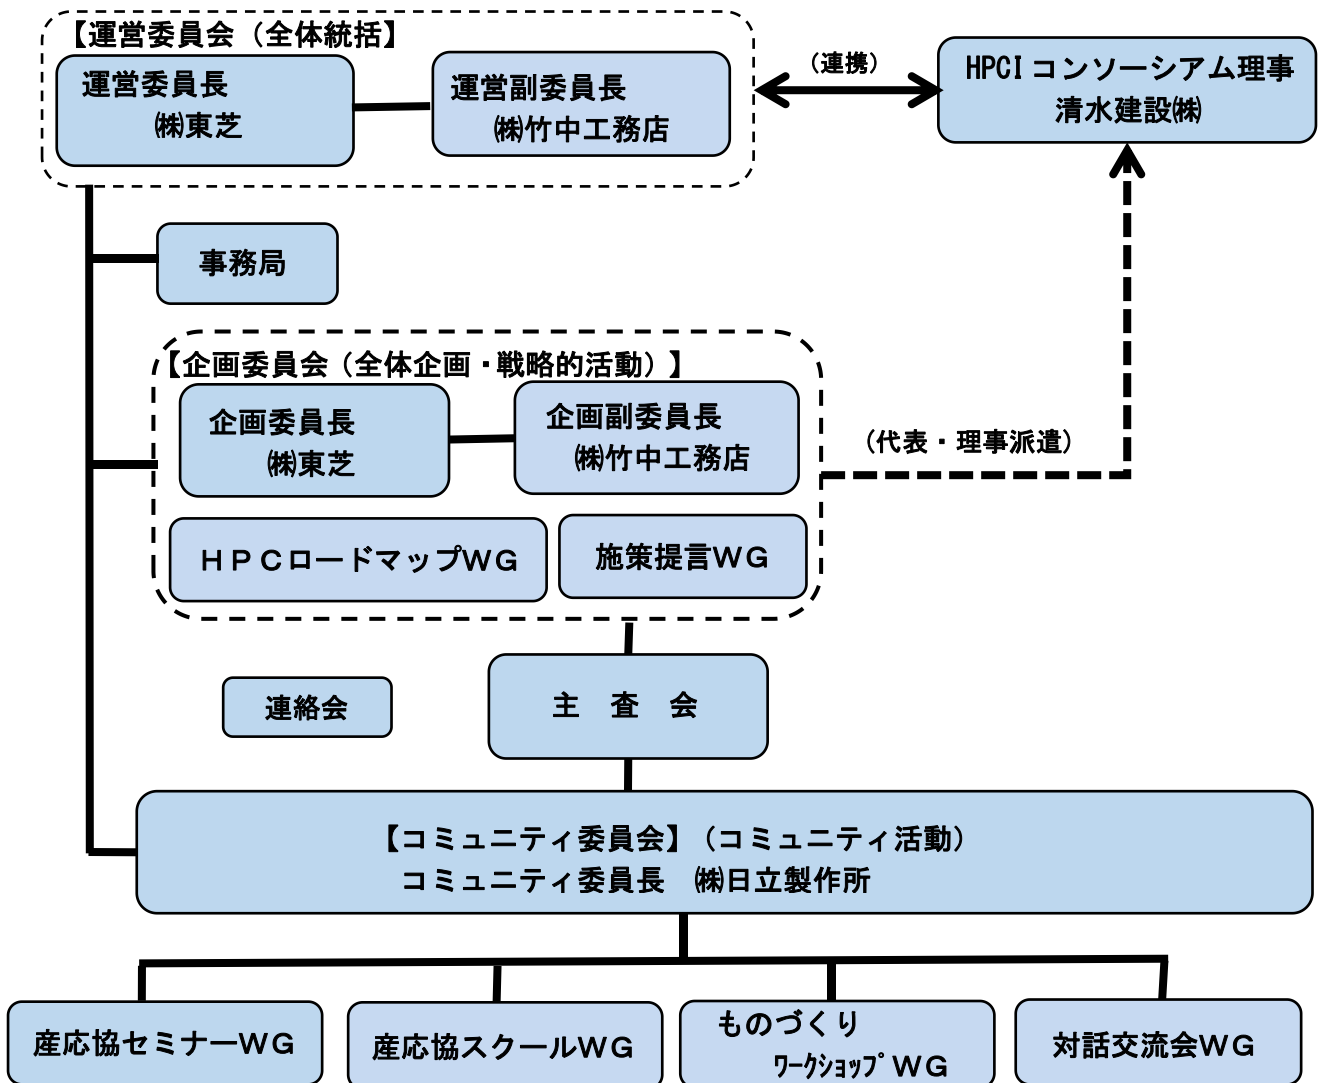 【運営委員会（全体統括】
運営委員長
㈱東芝
運営副委員長
㈱竹中工務店
（連携）
HPCIコンソーシアム理事
清水建設㈱
事務局
【企画委員会（全体企画・戦略的活動）】
企画委員長
㈱東芝
企画副委員長
㈱竹中工務店
（代表・理事派遣）
ＨＰＣロードマップＷＧ
施策提言ＷＧ
連絡会
主　査　会
【コミュニティ委員会】（コミュニティ活動）
コミュニティ委員長　㈱日立製作所
産応協セミナーＷＧ
産応協スクールＷＧ
ものづくり
ﾜｰｸｼｮｯﾌﾟＷＧ
対話交流会ＷＧ